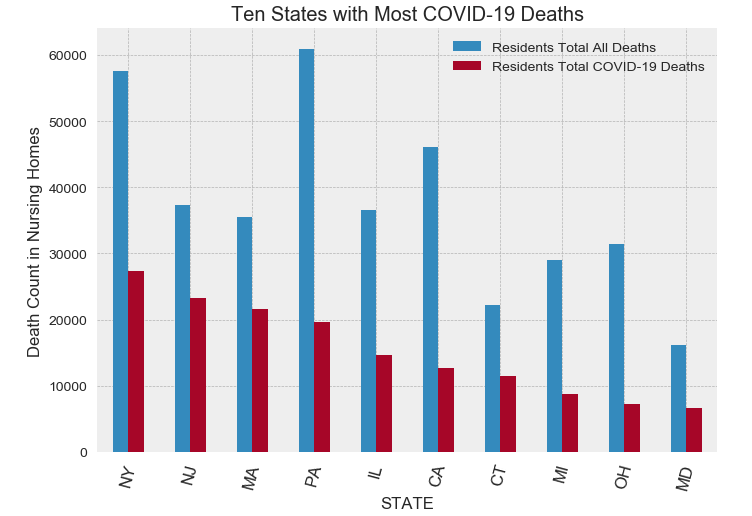 Ten States with Most COVID-19 Deaths
Residents Total All Deaths
Residents Total COVID-19 Deaths
Death Count in Nursing Homes
60000
50000
40000
30000
20000
10000
0
NY NJ MA PA IL CA CT MI OH MD
STATE